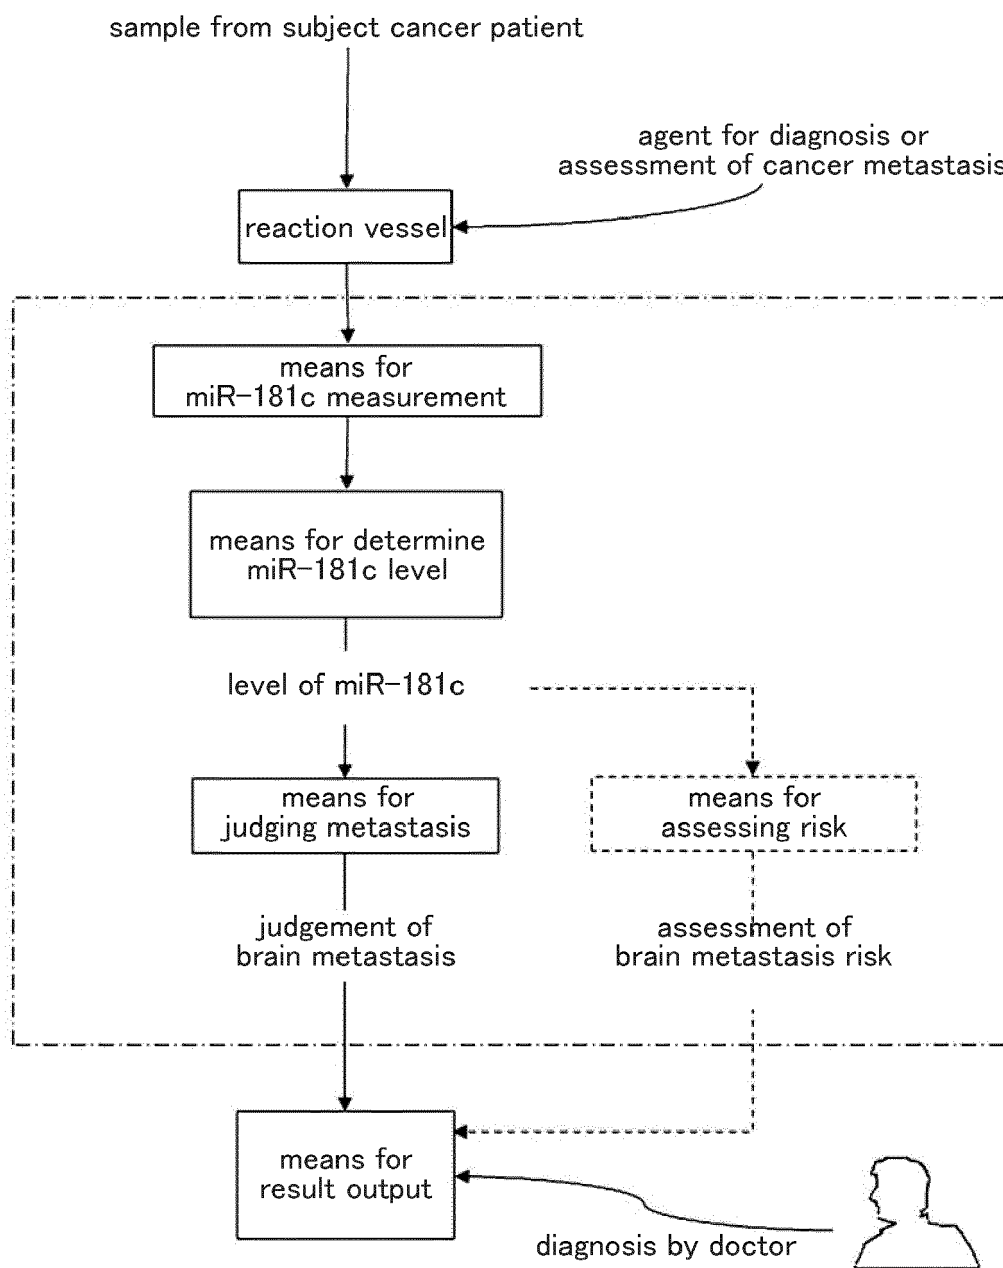 sample from subject cancer patient
agent for diagnosis or
assessment of cancer metastasis
reaction vessel
means for
miR-181c measurement
means for determine
miR-181c level
level of miR-181c
means for
judging metastasis
means for
assessing risk
judgement of
brain metastasis
assessment of
brain metastasis risk
means for
result output
diagnosis by doctor